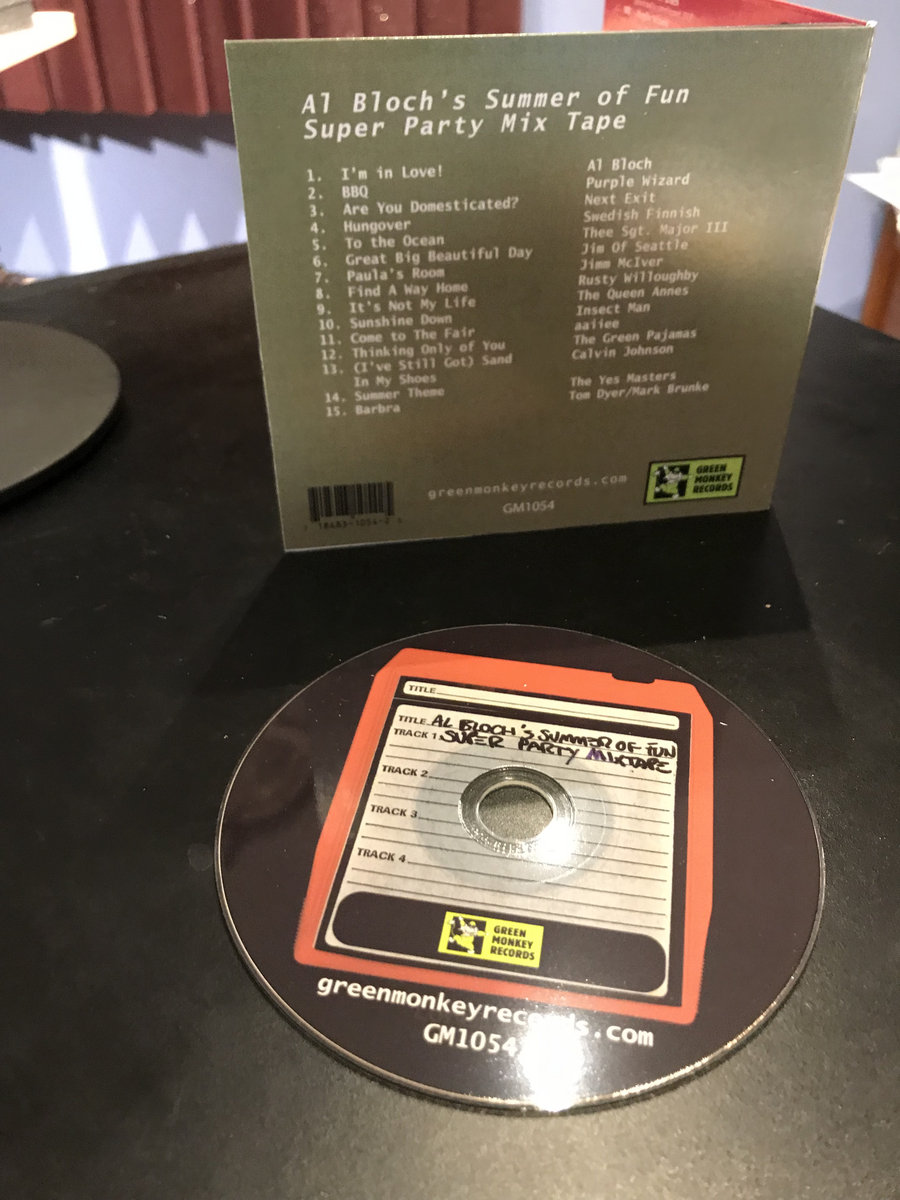 Al Bloch's Summer of Fun
Super Party Mix Tape
1. I'm in Love!
2. BBQ
3. Are You Domesticated?
4. Hungover
5. To the Ocean
6. Great Big Beautiful Day
7. Paula's Room
8. Find A Way Home
9. It's Not My Life
10. Sunshine Down
11. Come to The Fair
12. Thinking Only of You
13. (I've Still Got) Sand
In My Shoes
14. Summer Theme
15. Barbra
Al Bloch
Purple Wizard
Next Exit
Swedish Finnish
Thee Sgt. Major III
Jim Of Seattle
Jimm McIver
Rusty Willoughby
The Queen Annes
Insect Man
aaiiee
The Green Pajamas
Calvin Johnson
The Yes Masters
Tom Dyer/Mark Brunke
greenmonkeyrecords.com
GM1054
GREEN
MONKEY
RECORDS
TITLE
TITLE AL BLOCH'S SUMMER OF FUN
TRACK 1 SUPER PARTY MIXTAPE
TRACK 2
TRACK 3
TRACK 4
GREEN
MONKEY
RECORDS
greenmonkeyrecords.com
GM1054